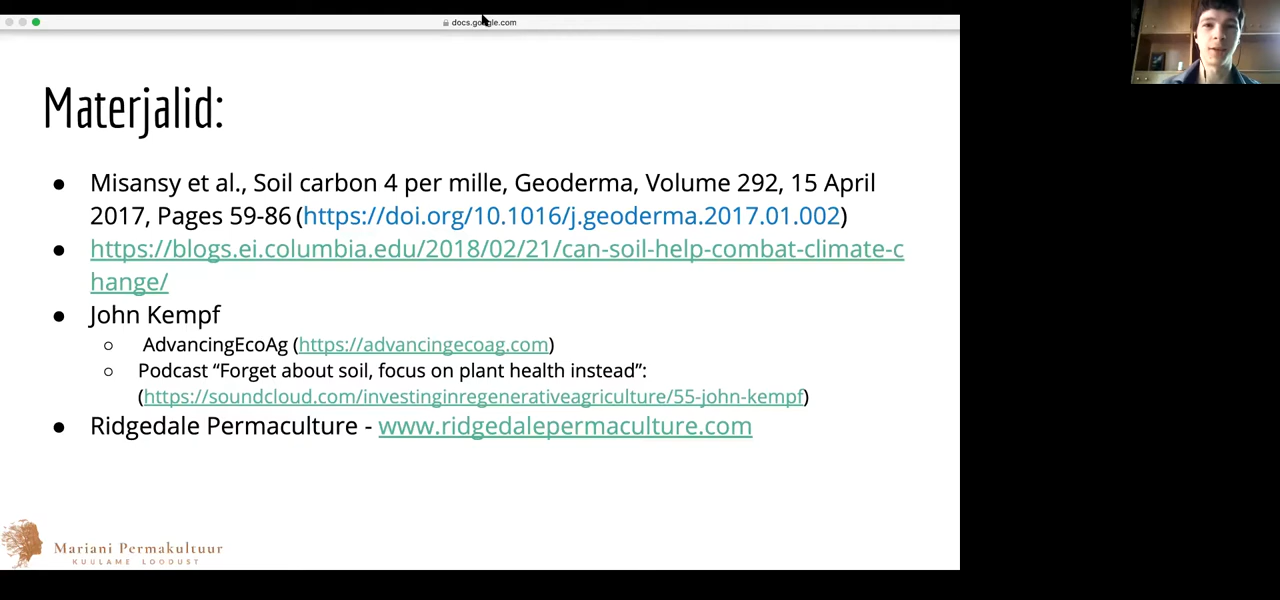 docs.google.com
Materjalid:
● Misansy et al., Soil carbon 4 per mille, Geoderma, Volume 292, 15 April
2017, Pages 59-86 (https://doi.org/10.1016/j.geoderma.2017.01.002)
● https://blogs.ei.columbia.edu/2018/02/21/can-soil-help-combat-climate-c
hange/
● John Kempf
○ AdvancingEcoAg (https://advancingecoag.com)
○ Podcast “Forget about soil, focus on plant health instead”:
(https://soundcloud.com/investinginregenerativeagriculture/55-john-kempf)
● Ridgedale Permaculture - www.ridgedalepermaculture.com
Mariani Permakultuur
KUULAME LOODUST